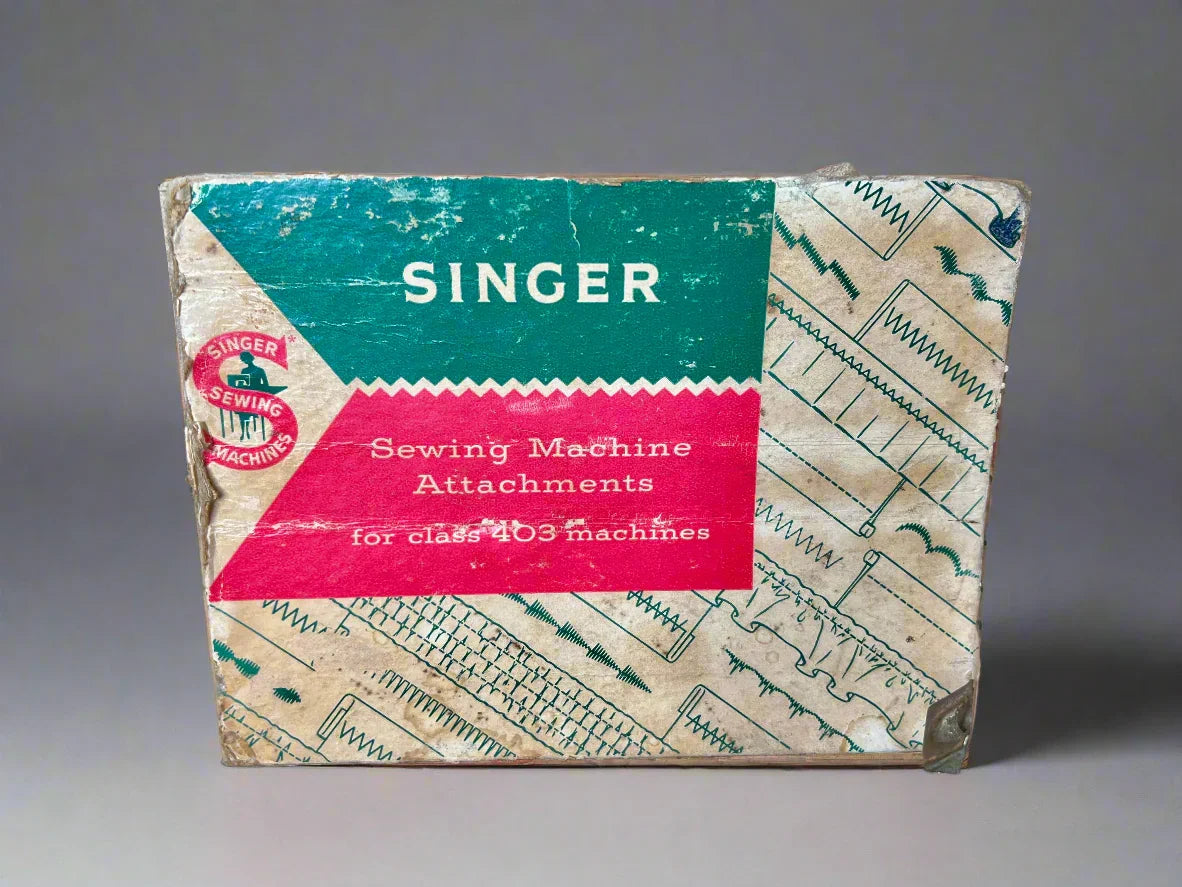 SINGER
SINGER*
SEWING
MACHINES
Sewing Machine
Attachments
for class 403 machines